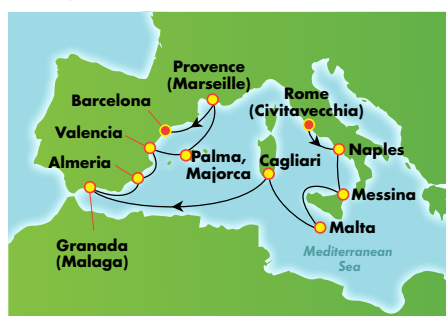 Provence
(Marseille)
Rome
(Civitavecchia)
Barcelona
Valencia
Naples
Almeria
Palma,
Majorca
Cagliari
Messina
Granada
(Malaga)
Malta
Mediterranean
Sea